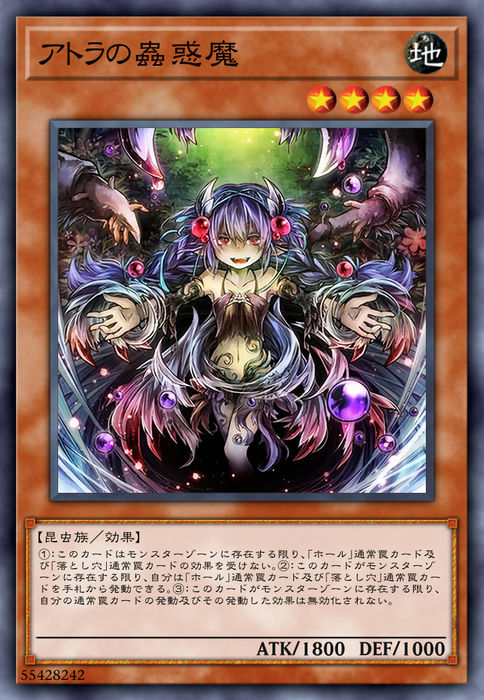 アトラの蟲惑魔
ち
地
【昆虫族／効果】
①：このカードはモンスターゾーンに存在する限り、「ホール」通常罠カード及
び「落とし穴」通常罠カードの効果を受けない。②：このカードがモンスターゾ
ーンに存在する限り、自分は「ホール」通常罠カード及び「落とし穴」通常罠カー
ドを手札から発動できる。③：このカードがモンスターゾーンに存在する限り、
自分の通常罠カードの発動及びその発動した効果は無効化されない。
ATK/1800 DEF/1000
55428242